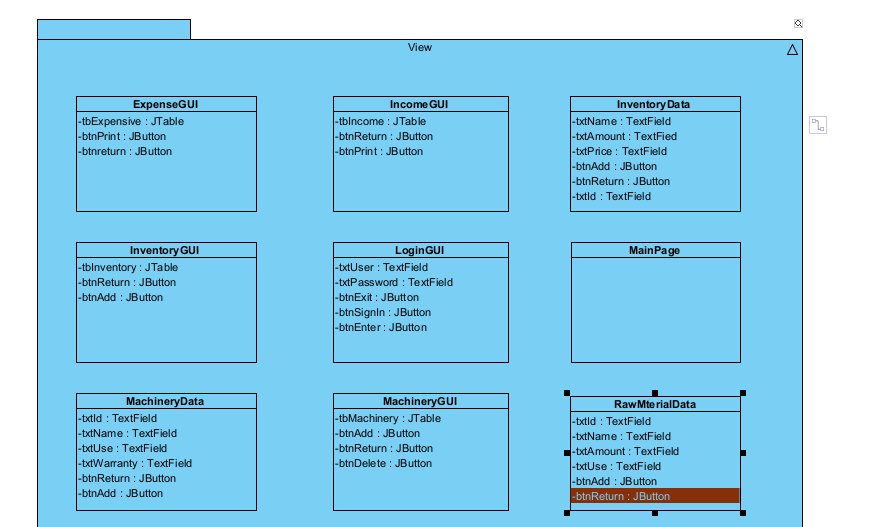 View
ExpenseGUI
-tbExpensive : JTable
-btnPrint : JButton
-btnreturn : JButton
IncomeGUI
-tbIncome : JTable
-btnReturn : JButton
-btnPrint : JButton
InventoryData
-txtName : TextField
-txtAmount : TextFied
-txtPrice : TextField
-btnAdd : JButton
-btnReturn : JButton
-txtId : TextField
InventoryGUI
-tbInventory : JTable
-btnReturn : JButton
-btnAdd : JButton
LoginGUI
-txtUser : TextField
-txtPassword : TextField
-btnExit : JButton
-btnSignIn : JButton
-btnEnter : JButton
MainPage
MachineryData
-txtId : TextField
-txtName : TextField
-txtUse : TextField
-txtWarranty : TextField
-btnReturn : JButton
-btnAdd : JButton
MachineryGUI
-tbMachinery : JTable
-btnAdd : JButton
-btnReturn : JButton
-btnDelete : JButton
RawMterialData
-txtId : TextField
-txtName : TextField
-txtAmount : TextField
-txtUse : TextField
-btnAdd : JButton
-btnReturn : JButton